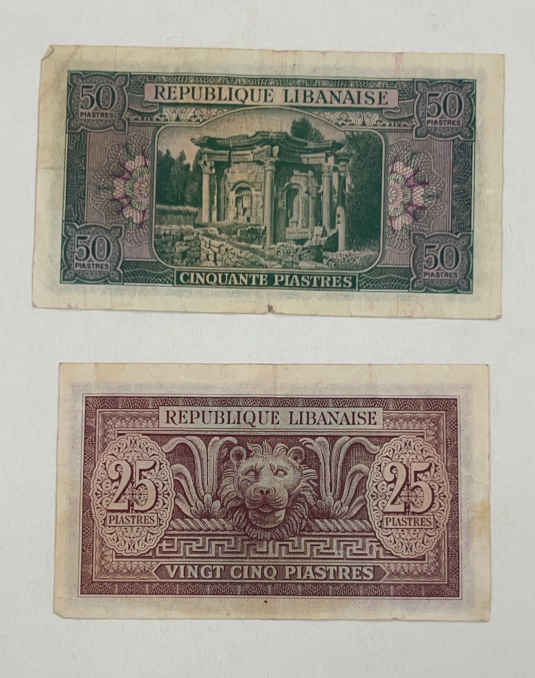 REPUBLIQUE LIBANAISE
50 50
PIASTRES PIASTRES
50 50
PIASTRES PIASTRES
CINQUANTE PIASTRES
REPUBLIQUE LIBANAISE
25 25
PIASTRES PIASTRES
VINGT CINQ PIASTRES